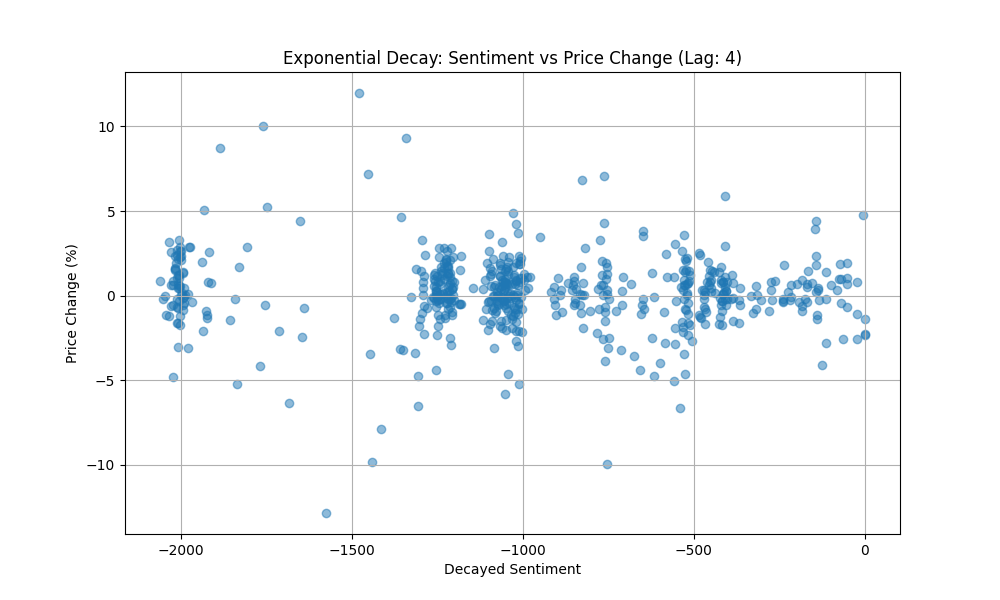 Exponential Decay: Sentiment vs Price Change (Lag: 4)
Price Change (%)
10
5
0
−5
−10
−2000 −1500 −1000 −500 0
Decayed Sentiment